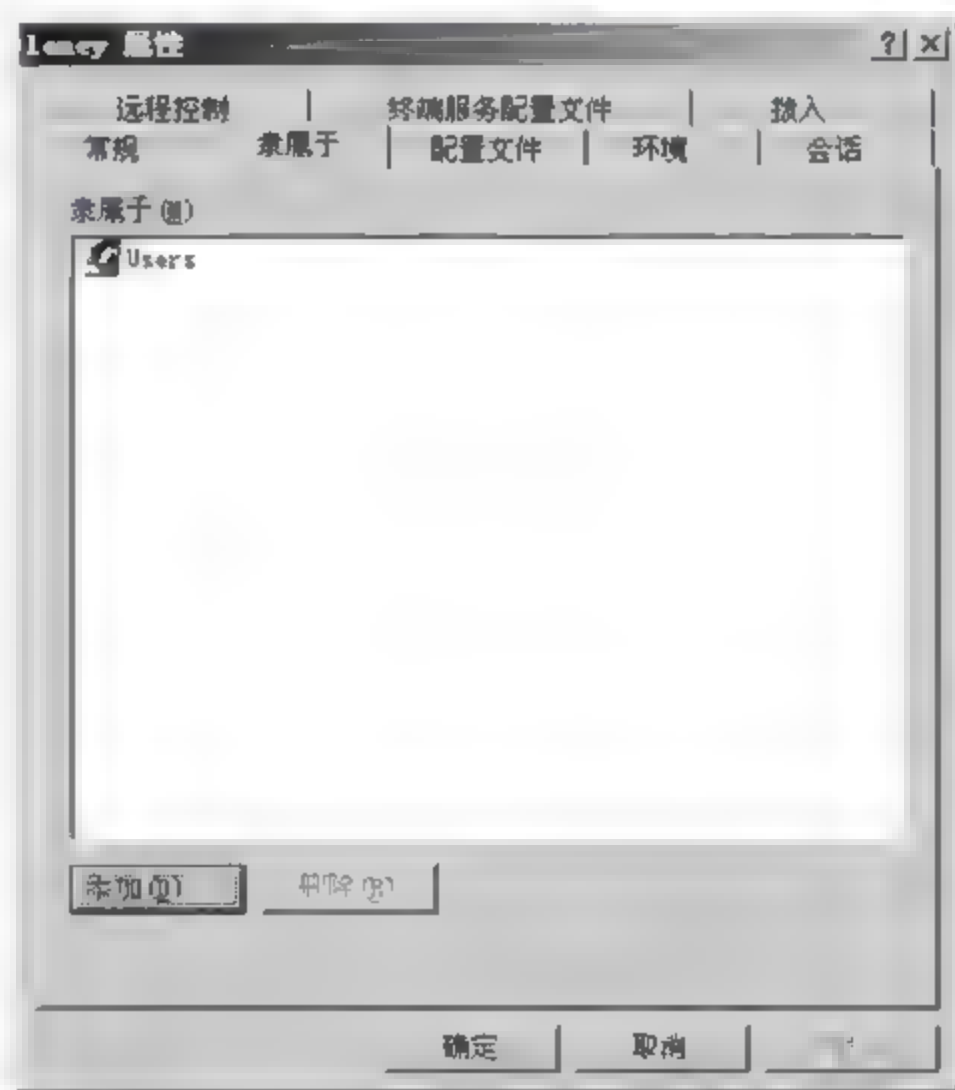 属性
远程控制 终端服务配置文件 拨入
常规 隶属于 配置文件 环境 会话
隶属于(M)
Users
添加(D)... 删除(R)
确定 取消